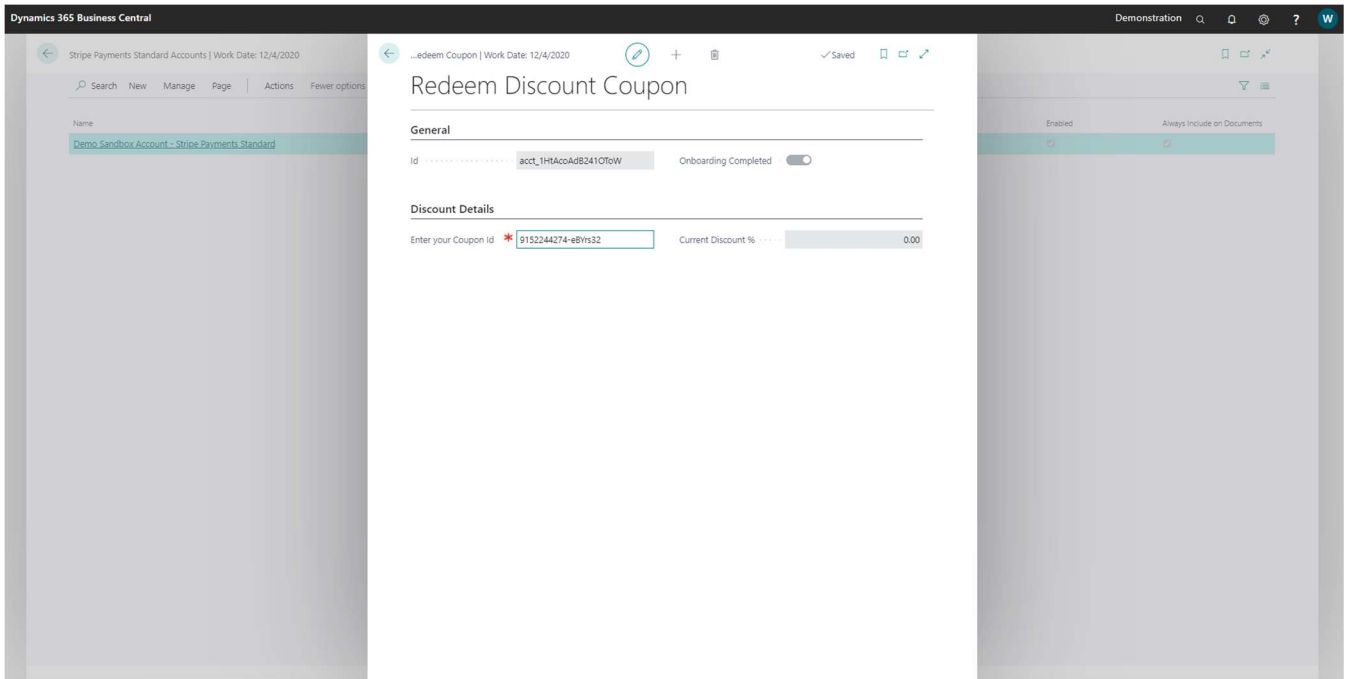 Dynamics 365 Business Central
Demonstration
?
W
Stripe Payments Standard Accounts | Work Date: 12/4/2020
Search New Manage Page Actions Fewer options
Name
Demo Sandbox Account - Stripe Payments Standard
...edeem Coupon | Work Date: 12/4/2020
Saved
Redeem Discount Coupon
General
Id acct_1HtAcoAdB241OToW Onboarding Completed
Discount Details
Enter your Coupon Id * 9152244274-eBYrs32 Current Discount % 0.00
Enabled Always Include on Documents